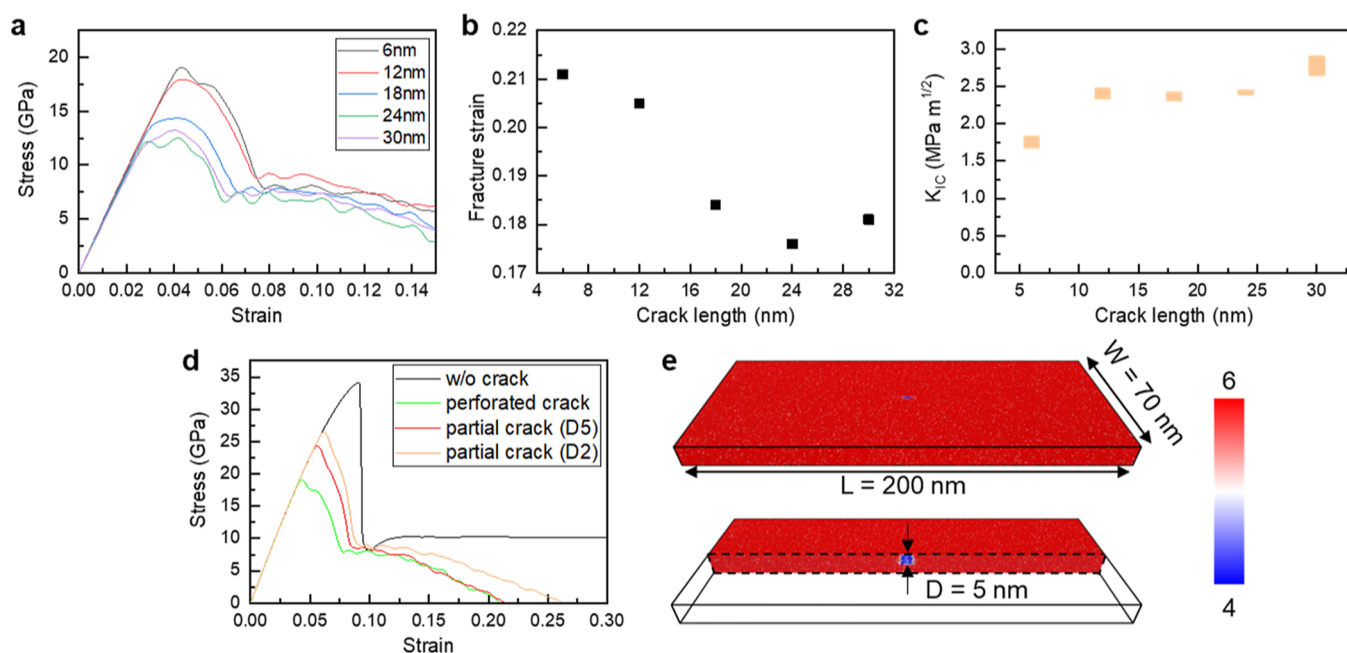 a
Stress (GPa)
20
15
10
5
0
0.00 0.02 0.04 0.06 0.08 0.10 0.12 0.14
Strain
6nm
12nm
18nm
24nm
30nm
b
Fracture strain
0.22
0.21
0.20
0.19
0.18
0.17
4 8 12 16 20 24 28 32
Crack length (nm)
c
K_IC (MPa m^1/2)
3.0
2.5
2.0
1.5
1.0
0.5
0.0
5 10 15 20 25 30
Crack length (nm)
d
Stress (GPa)
35
30
25
20
15
10
5
0
0.00 0.05 0.10 0.15 0.20 0.25 0.30
Strain
w/o crack
perforated crack
partial crack (D5)
partial crack (D2)
e
W = 70 nm
L = 200 nm
D = 5 nm
6
4